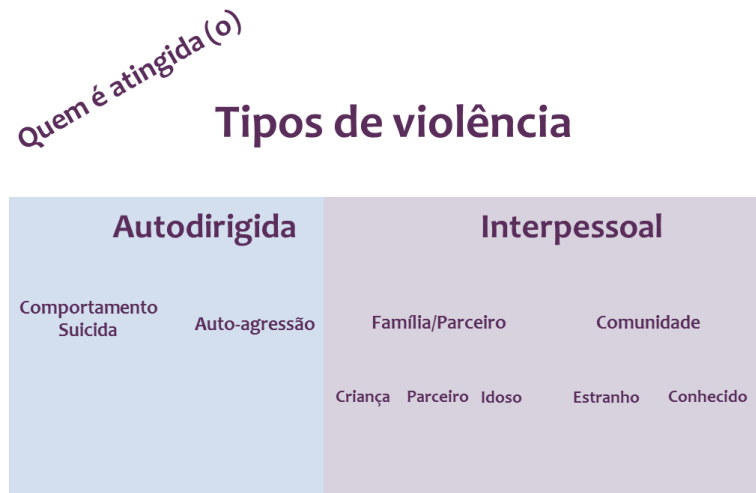 Quem é atingida(o)
Tipos de violência
Autodirigida
Interpessoal
Comportamento
Suicida
Auto-agressão
Família/Parceiro
Comunidade
Criança
Parceiro
Idoso
Estranho
Conhecido